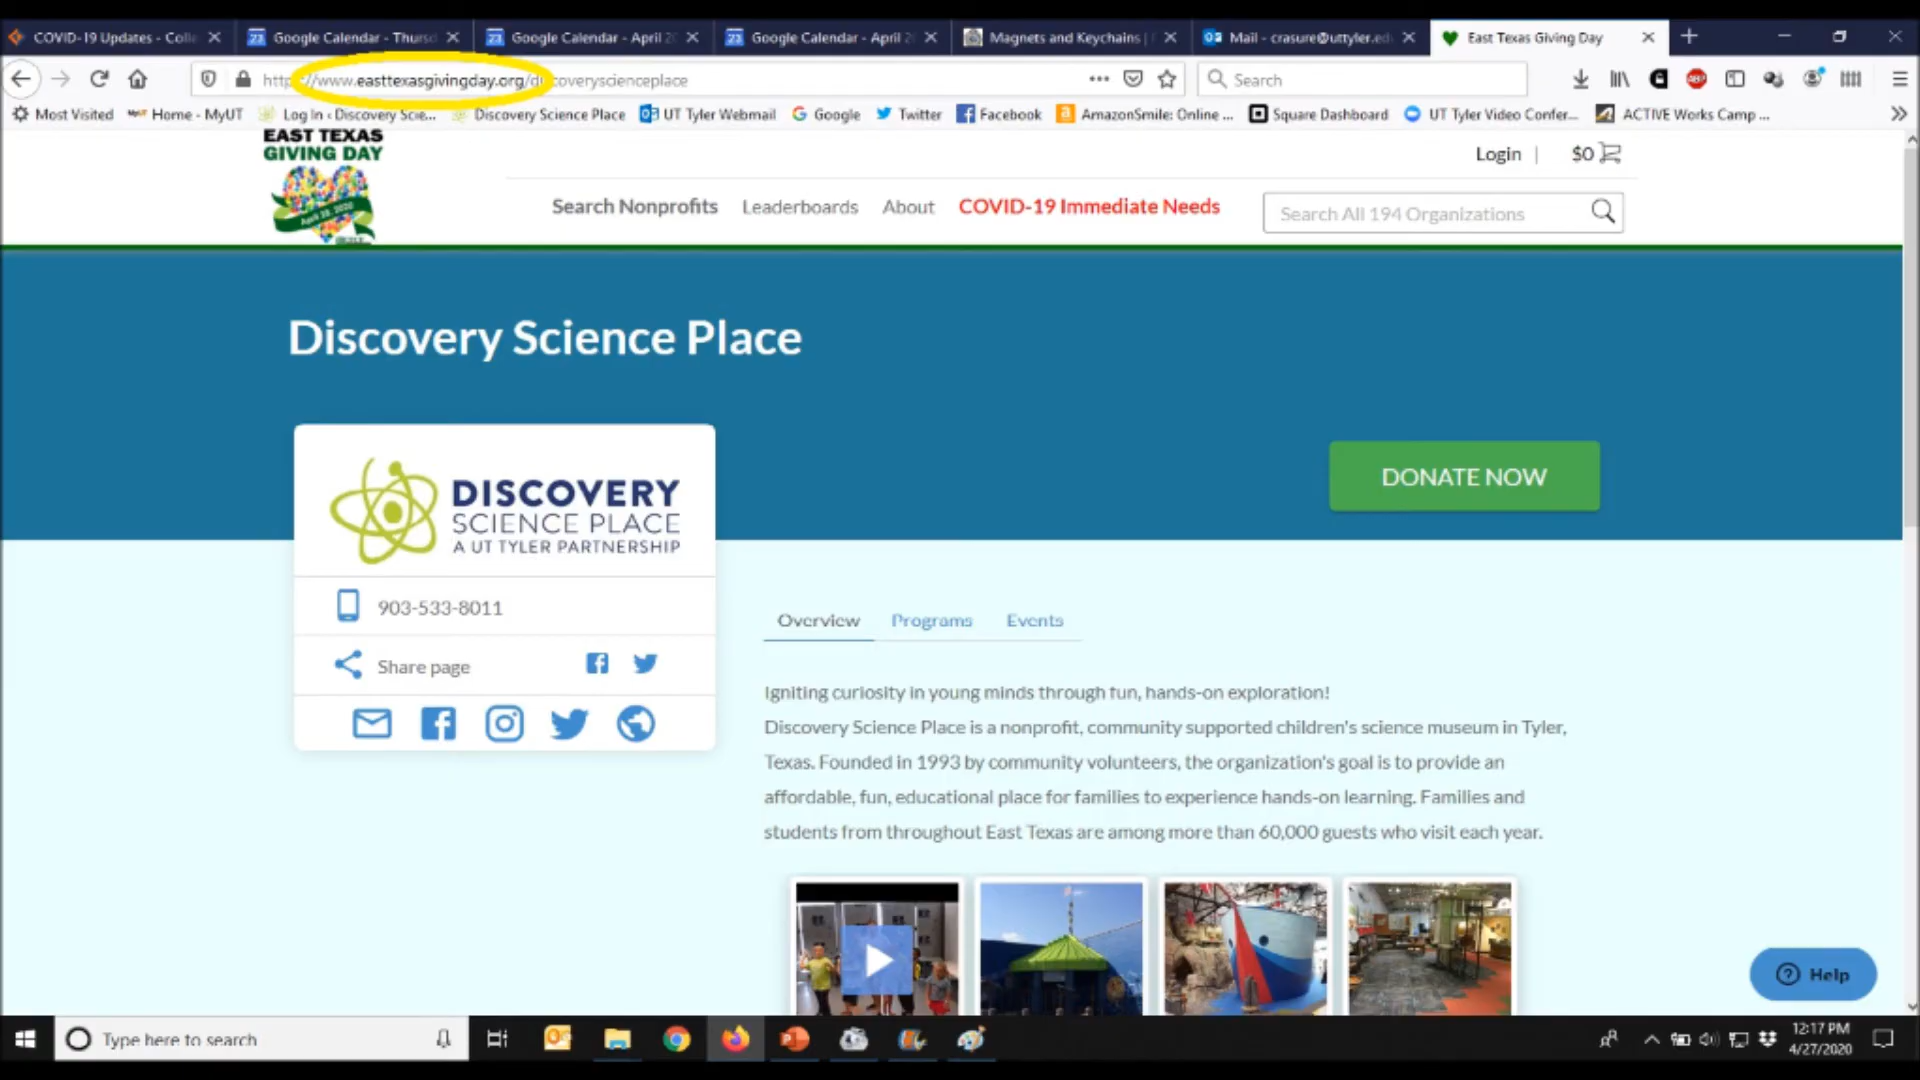 COVID-19 Updates - Colle
Google Calendar - Thursd
Google Calendar - April 20
Google Calendar - April 2
Magnets and Keychains |
Mail - crasure@uttyler.ed
East Texas Giving Day
www.easttexasgivingday.org/discoveryscienceplace
Search
Most Visited
Home - MyUT
Log In ‹ Discovery Scie...
Discovery Science Place
UT Tyler Webmail
Google
Twitter
Facebook
AmazonSmile: Online ...
Square Dashboard
UT Tyler Video Confer...
ACTIVE Works Camp ...
EAST TEXAS
GIVING DAY
April 28, 2020
Login | $0
Search Nonprofits
Leaderboards
About
COVID-19 Immediate Needs
Search All 194 Organizations
Discovery Science Place
DISCOVERY
SCIENCE PLACE
A UT TYLER PARTNERSHIP
DONATE NOW
903-533-8011
Share page
Overview
Programs
Events
Igniting curiosity in young minds through fun, hands-on exploration!
Discovery Science Place is a nonprofit, community supported children's science museum in Tyler,
Texas. Founded in 1993 by community volunteers, the organization's goal is to provide an
affordable, fun, educational place for families to experience hands-on learning. Families and
students from throughout East Texas are among more than 60,000 guests who visit each year.
Help
Type here to search
12:17 PM
4/27/2020